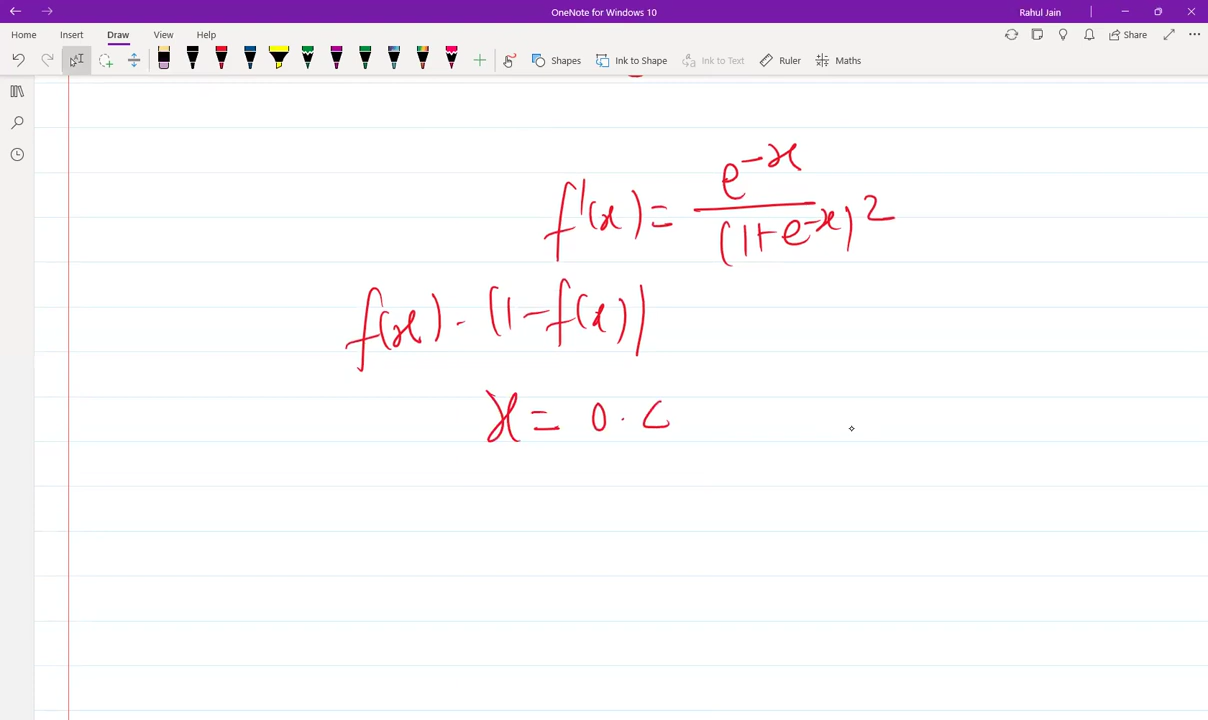 OneNote for Windows 10
Rahul Jain
Home Insert Draw View Help
Share
Shapes Ink to Shape Ink to Text Ruler Maths
f'(x) = e^{-x} / (1+e^{-x})^2
f(x) - (1-f(x))
x = 0.